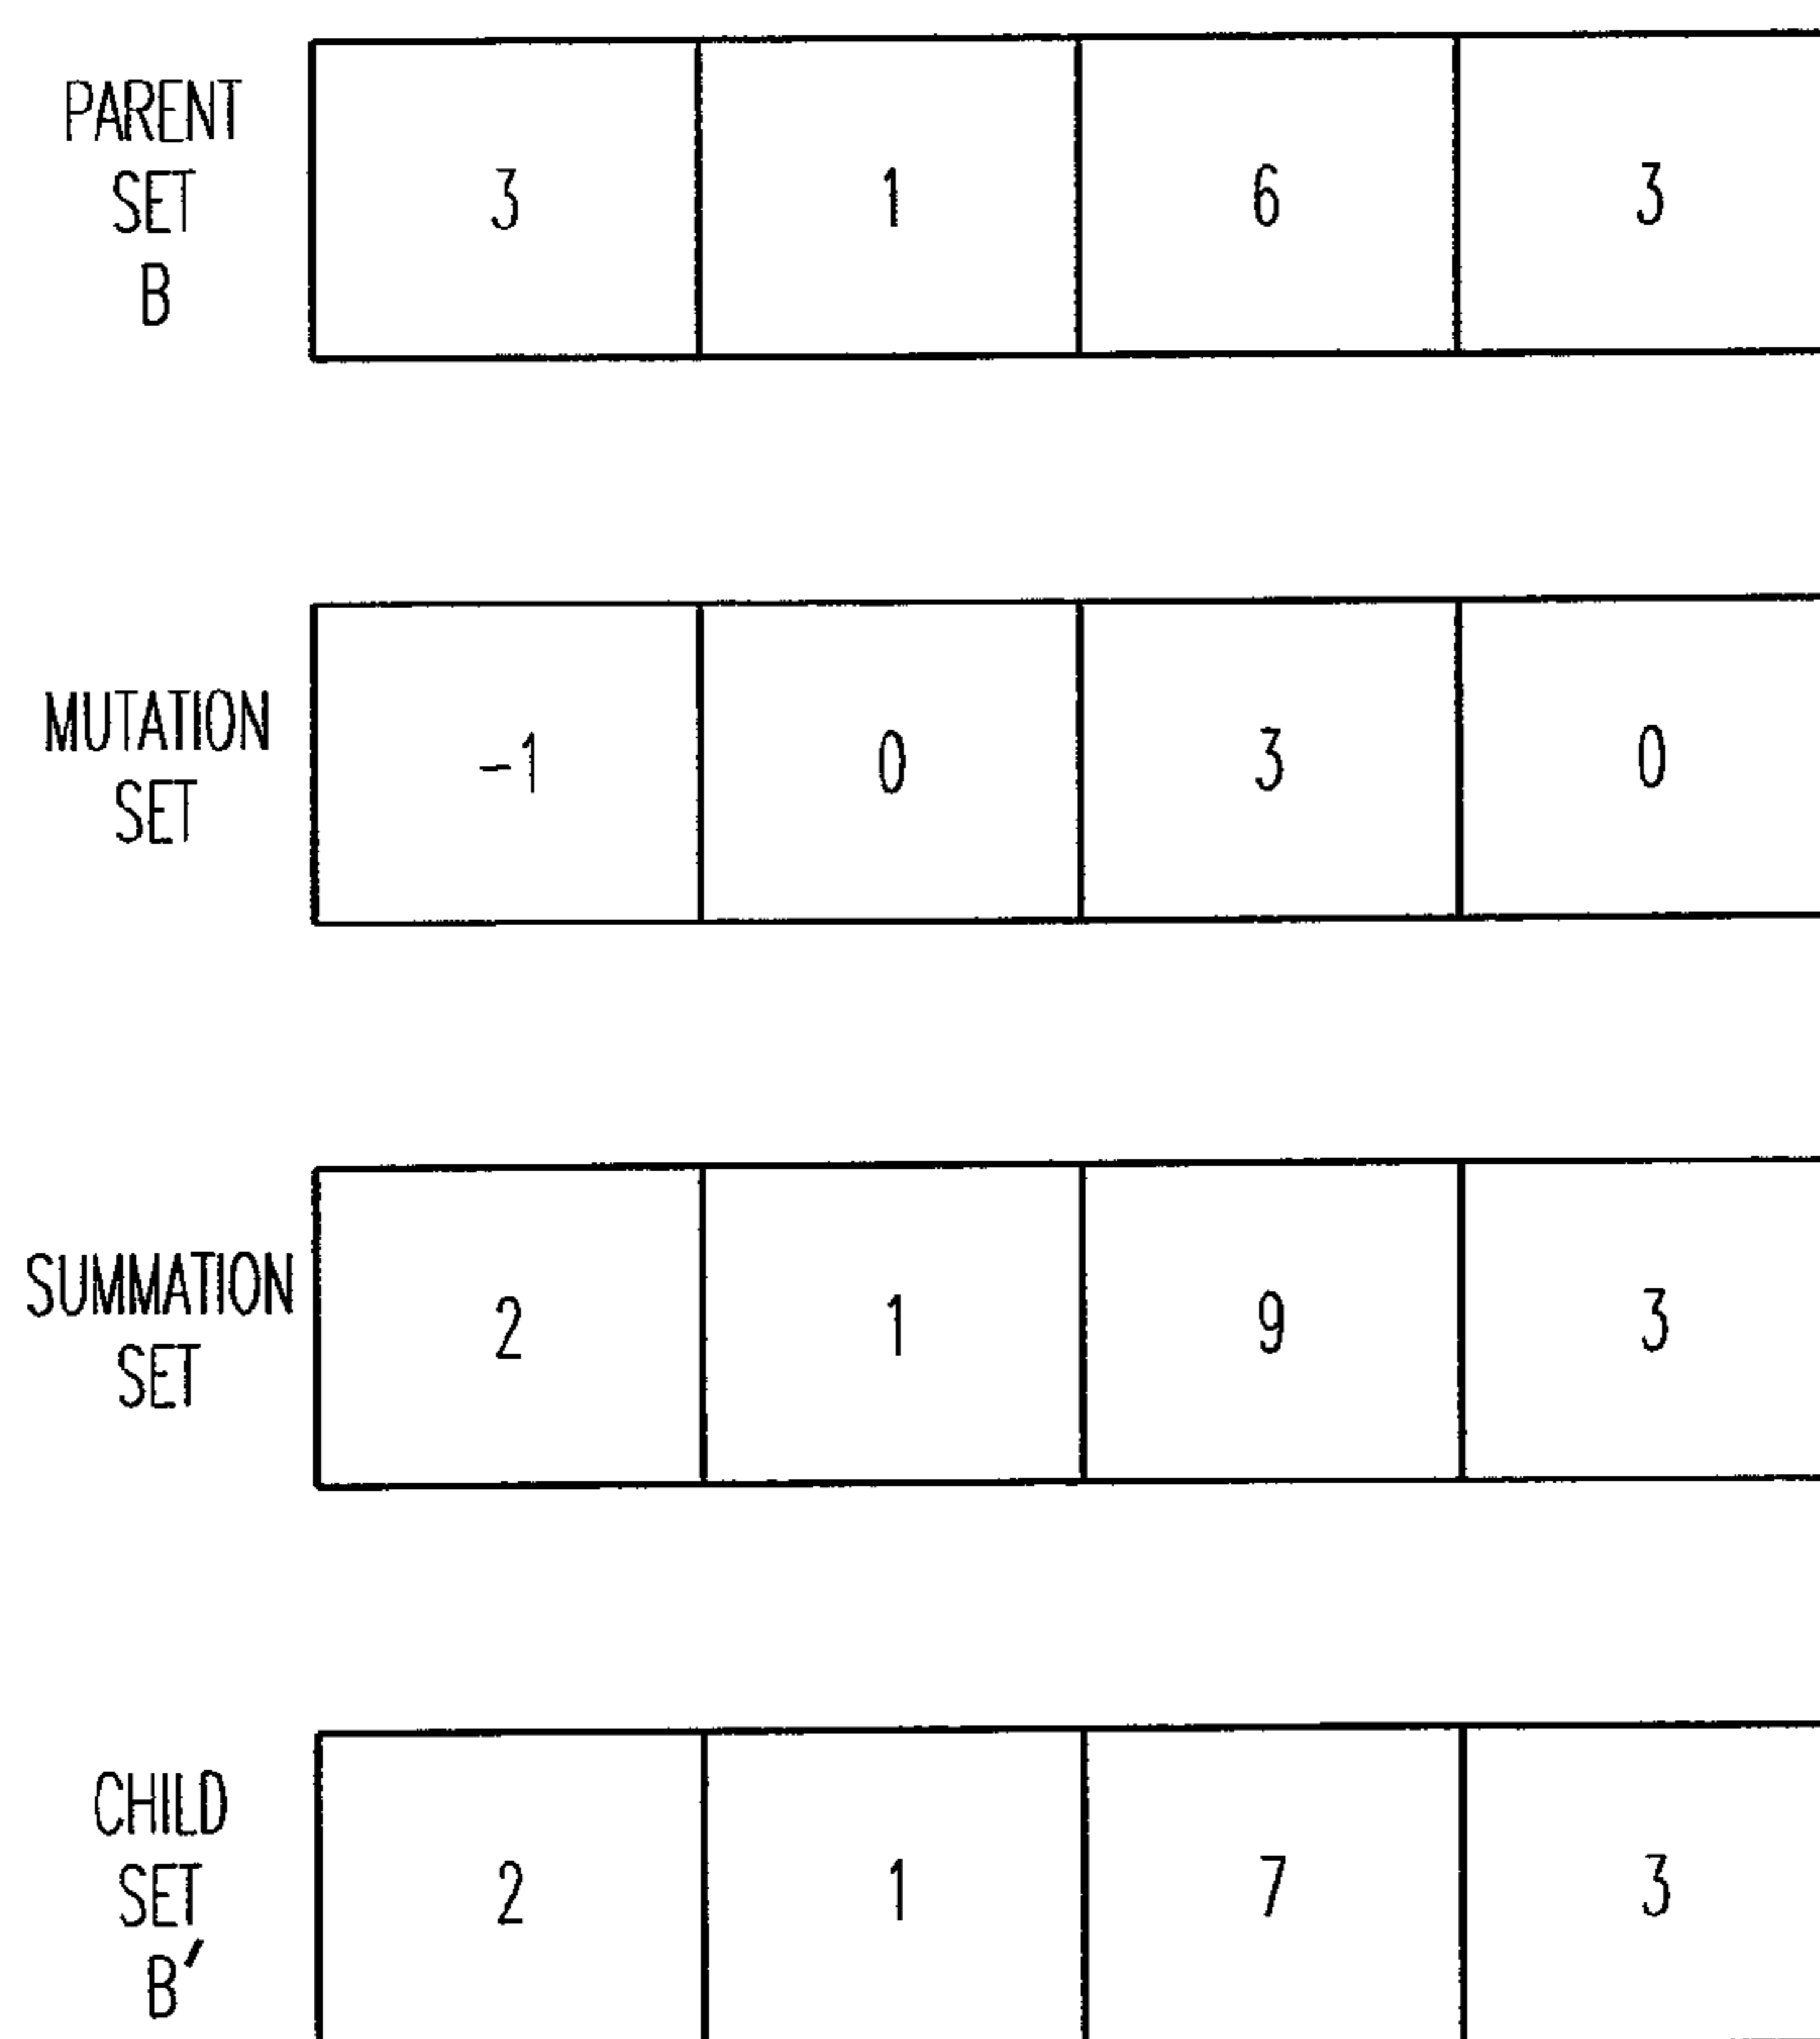 PARENT
SET
B
3 1 6 3
MUTATION
SET
-1 0 3 0
SUMMATION
SET
2 1 9 3
CHILD
SET
B'
2 1 7 3